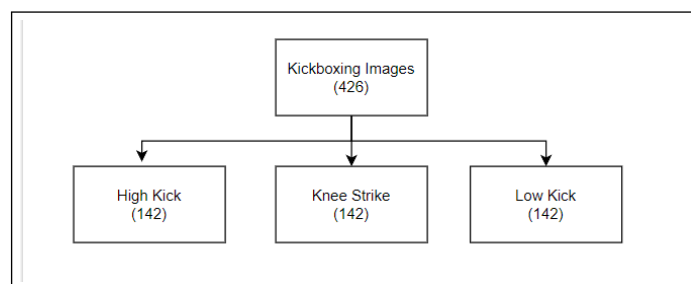 Kickboxing Images
(426)
High Kick
(142)
Knee Strike
(142)
Low Kick
(142)